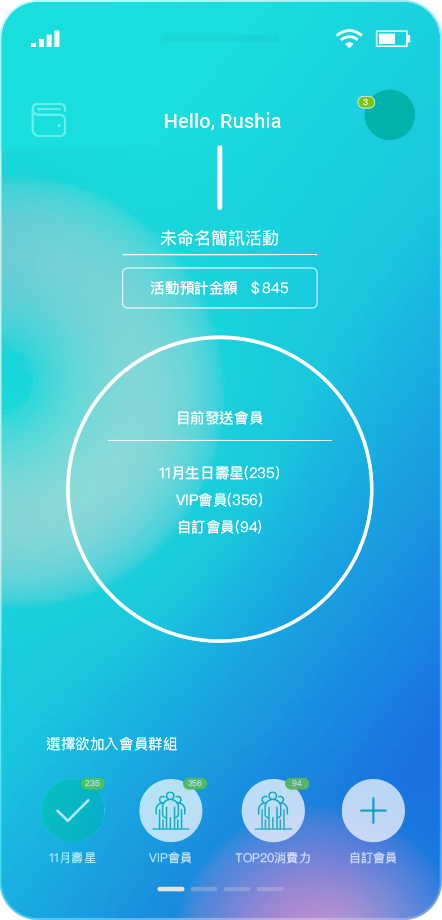 3
Hello, Rushia
未命名簡訊活動
活動預計金額 $845
目前發送會員
11月生日壽星(235)
VIP會員(356)
自訂會員(94)
選擇欲加入會員群組
235 356 94
11月壽星 VIP會員 TOP20消費力 自訂會員